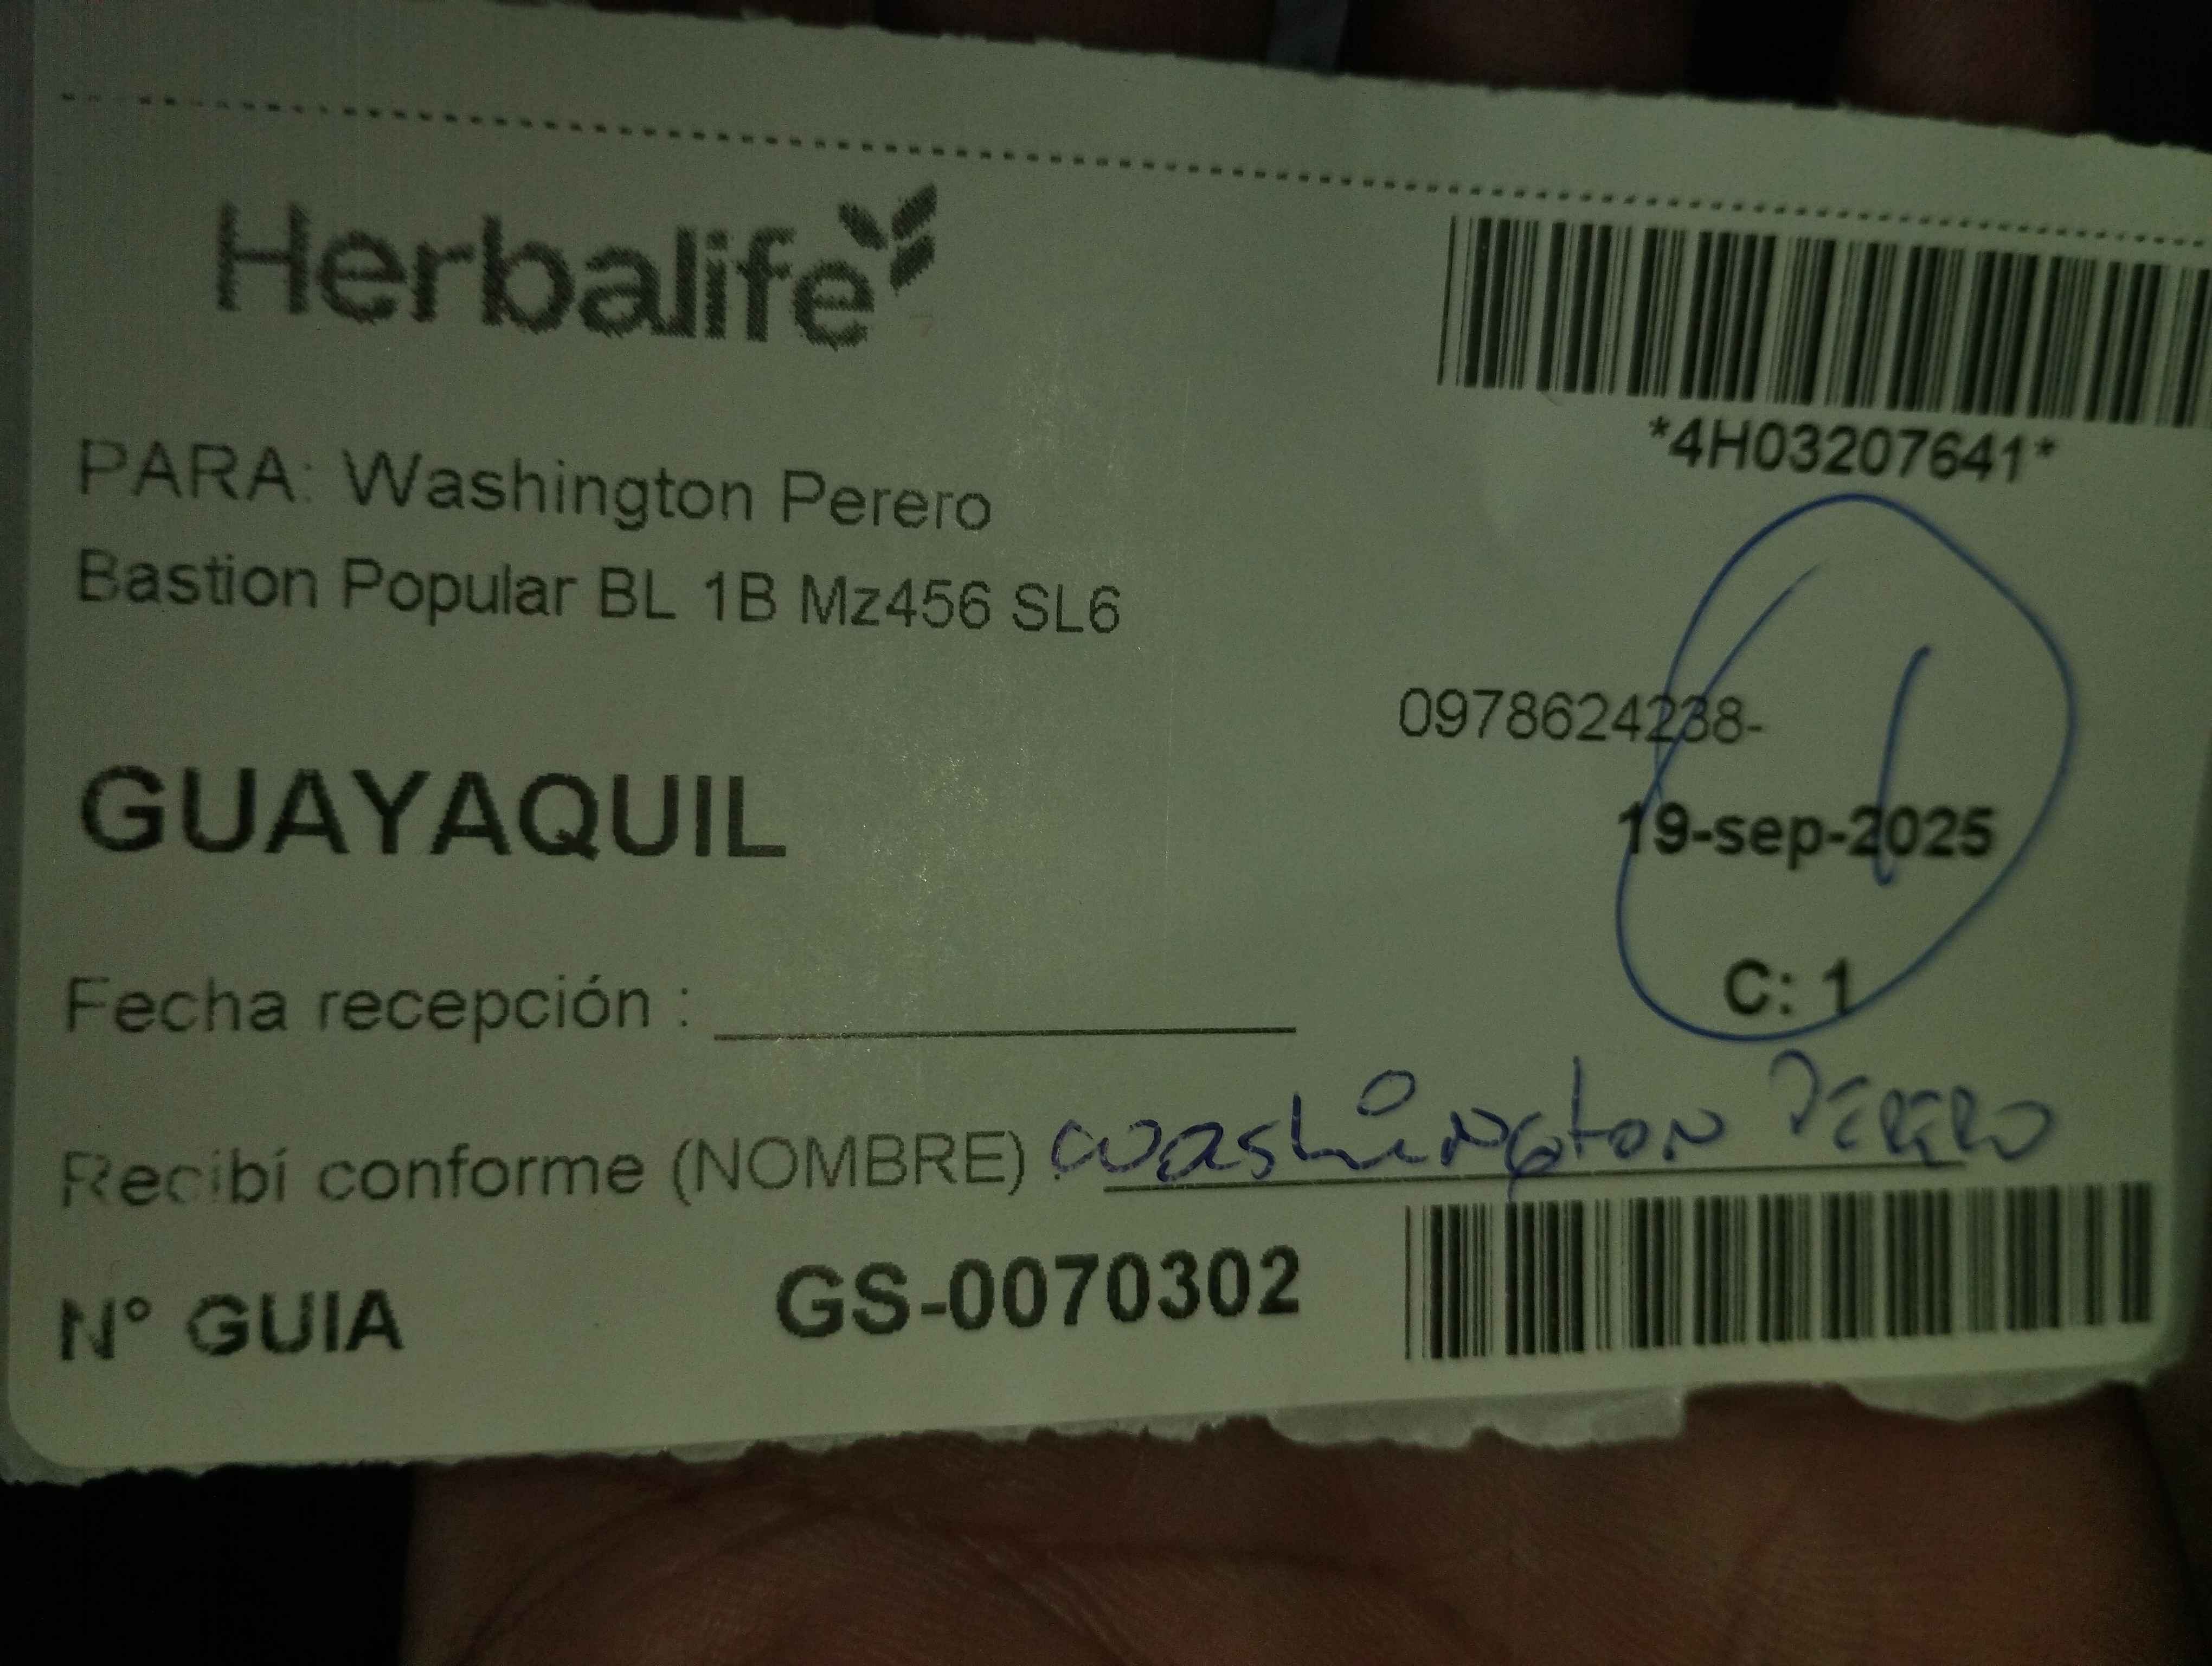 Herbalife
*4H03207641*
PARA: Washington Perero
Bastion Popular BL 1B Mz456 SL6
0978624238-
GUAYAQUIL
19-sep-2025
C: 1
Fecha recepción :
Recibí conforme (NOMBRE) Washington PERERO
N° GUIA GS-0070302